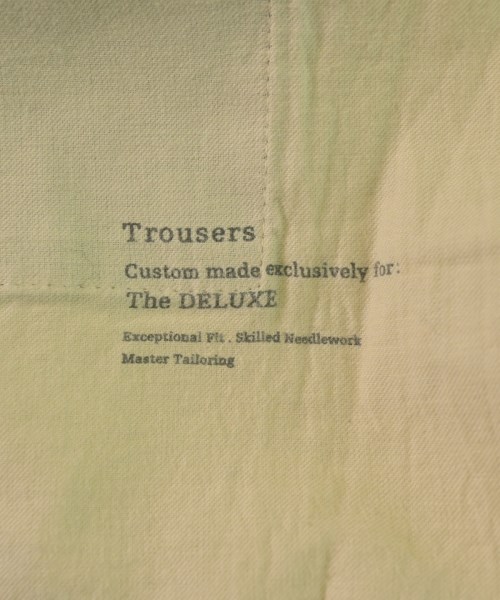 Trousers
Custom made exclusively for:
The DELUXE
Exceptional Fit . Skilled Needlework
Master Tailoring